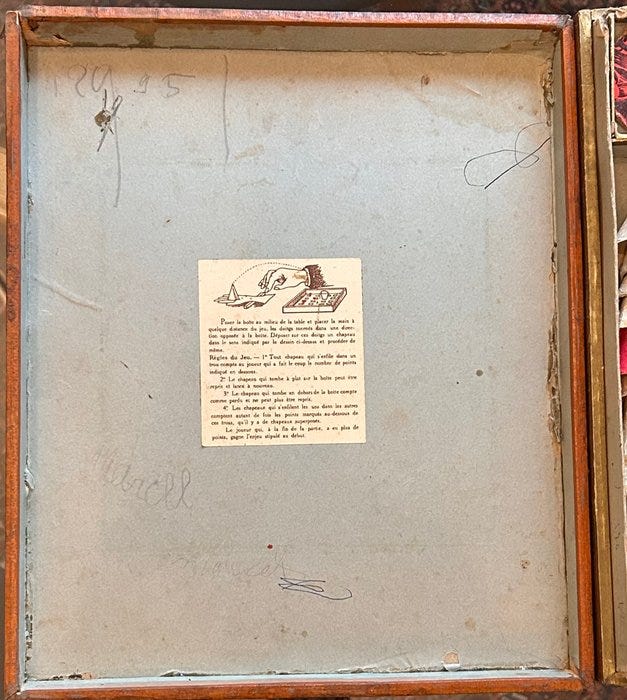 29 95
Poser la boîte au milieu de la table et placer la main à
quelque distance du jeu, les doigts tournés dans une direc-
tion opposée à la boîte. Déposer sur ces doigts un chapeau
dans le sens indiqué par le dessin ci-dessus et procéder de
même.
Règles du Jeu. — 1° Tout chapeau qui s'enfile dans un
trou compte au joueur qui a fait le coup le nombre de points
indiqué en dessous.
2° Le chapeau qui tombe à plat sur la boîte peut être
repris et lancé à nouveau.
3° Le chapeau qui tombe en dehors de la boîte compte
comme perdu et ne peut plus être repris.
4° Les chapeaux qui s'enfilent les uns dans les autres
comptent autant de fois les points marqués au-dessous de
ces trous, qu'il y a de chapeaux superposés.
Le joueur qui, à la fin de la partie, a eu plus de
points, gagne l'enjeu stipulé au début.
Marcell